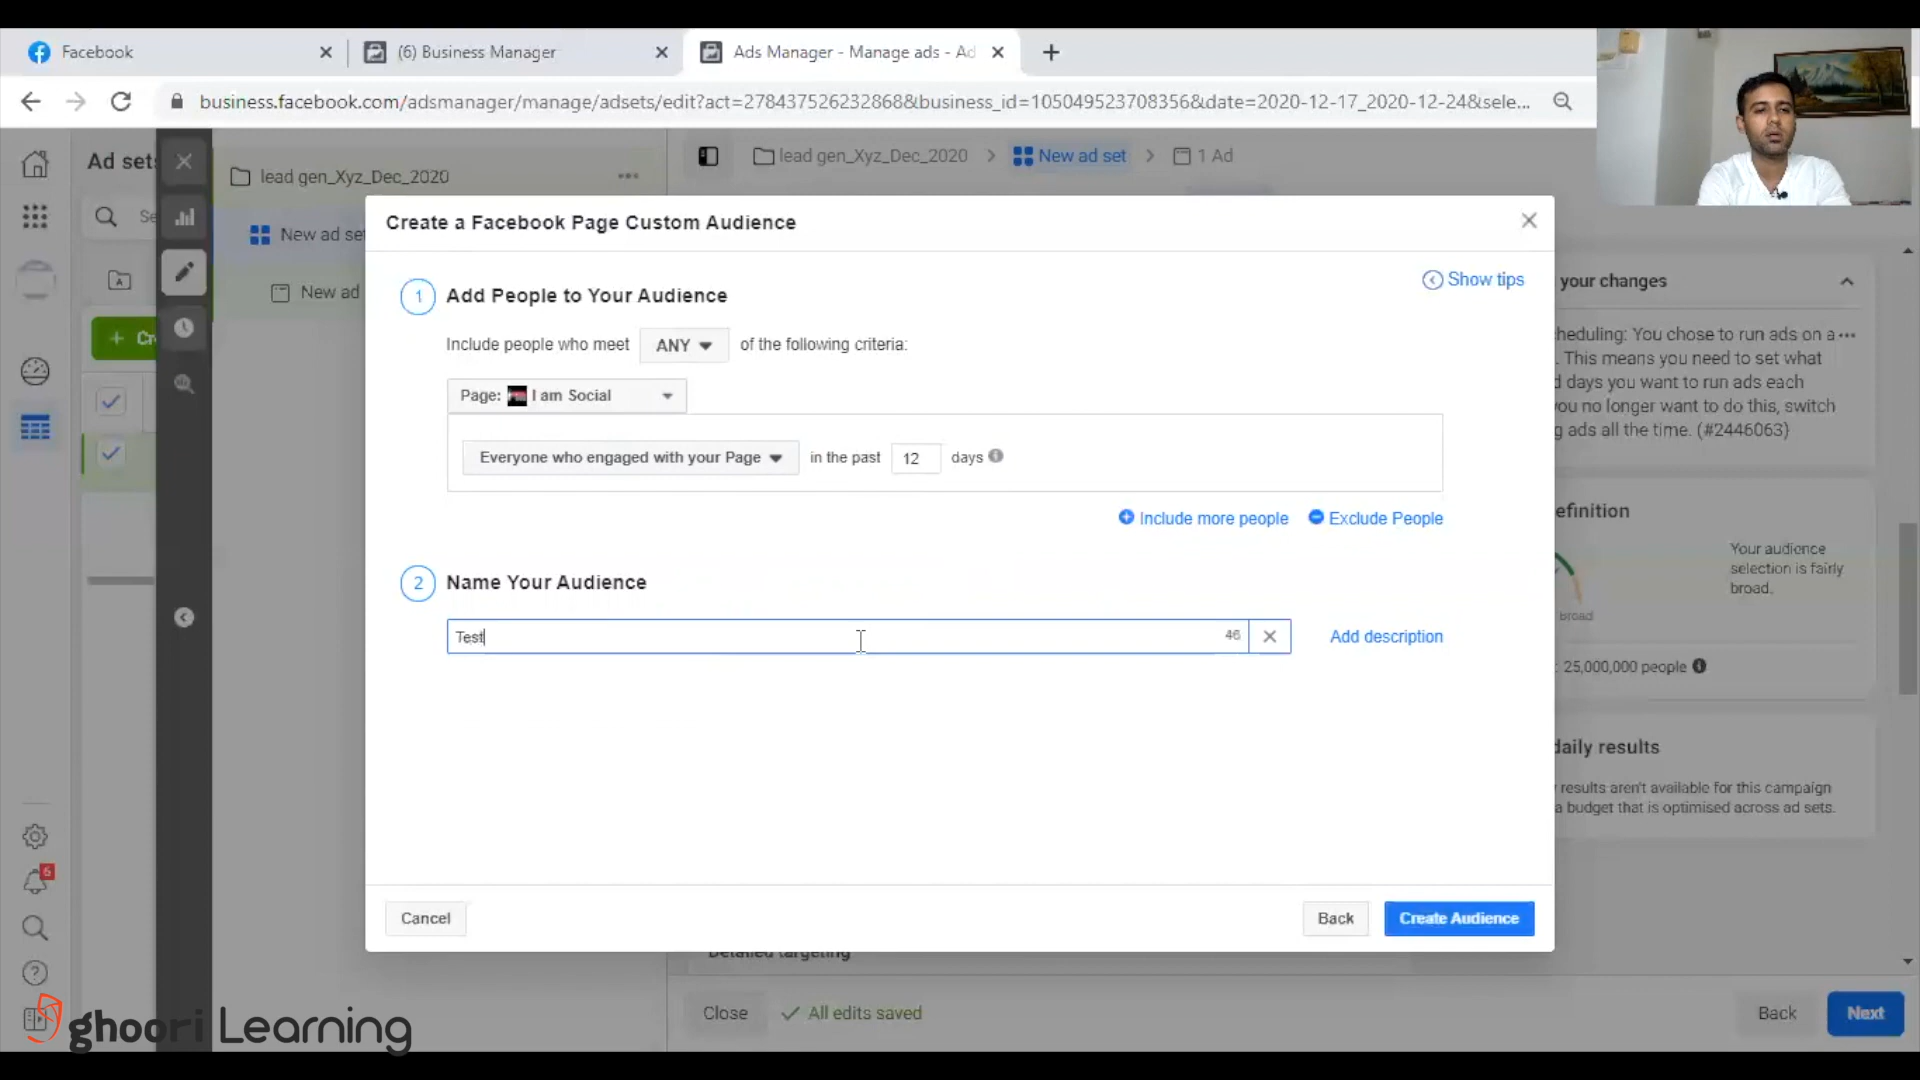 Facebook
(6) Business Manager
Ads Manager - Manage ads - Ad
business.facebook.com/adsmanager/manage/adsets/edit?act=278437526232868&business_id=105049523708356&date=2020-12-17_2020-12-24&sele...
Ad sets
lead gen_Xyz_Dec_2020
lead gen_Xyz_Dec_2020
New ad set
1 Ad
New ad set
New ad
Se
+ Cr
6
Create a Facebook Page Custom Audience
Show tips
1 Add People to Your Audience
Include people who meet ANY of the following criteria:
Page: I am Social
Everyone who engaged with your Page in the past 12 days
Include more people Exclude People
2 Name Your Audience
Test 46
Add description
Cancel Back Create Audience
your changes
heduling: You chose to run ads on a
. This means you need to set what
d days you want to run ads each
ou no longer want to do this, switch
g ads all the time. (#2446063)
efinition
Your audience
selection is fairly
broad.
Broad
: 25,000,000 people
daily results
results aren't available for this campaign
a budget that is optimised across ad sets.
Detailed targeting
Close All edits saved Back Next
ghoori Learning